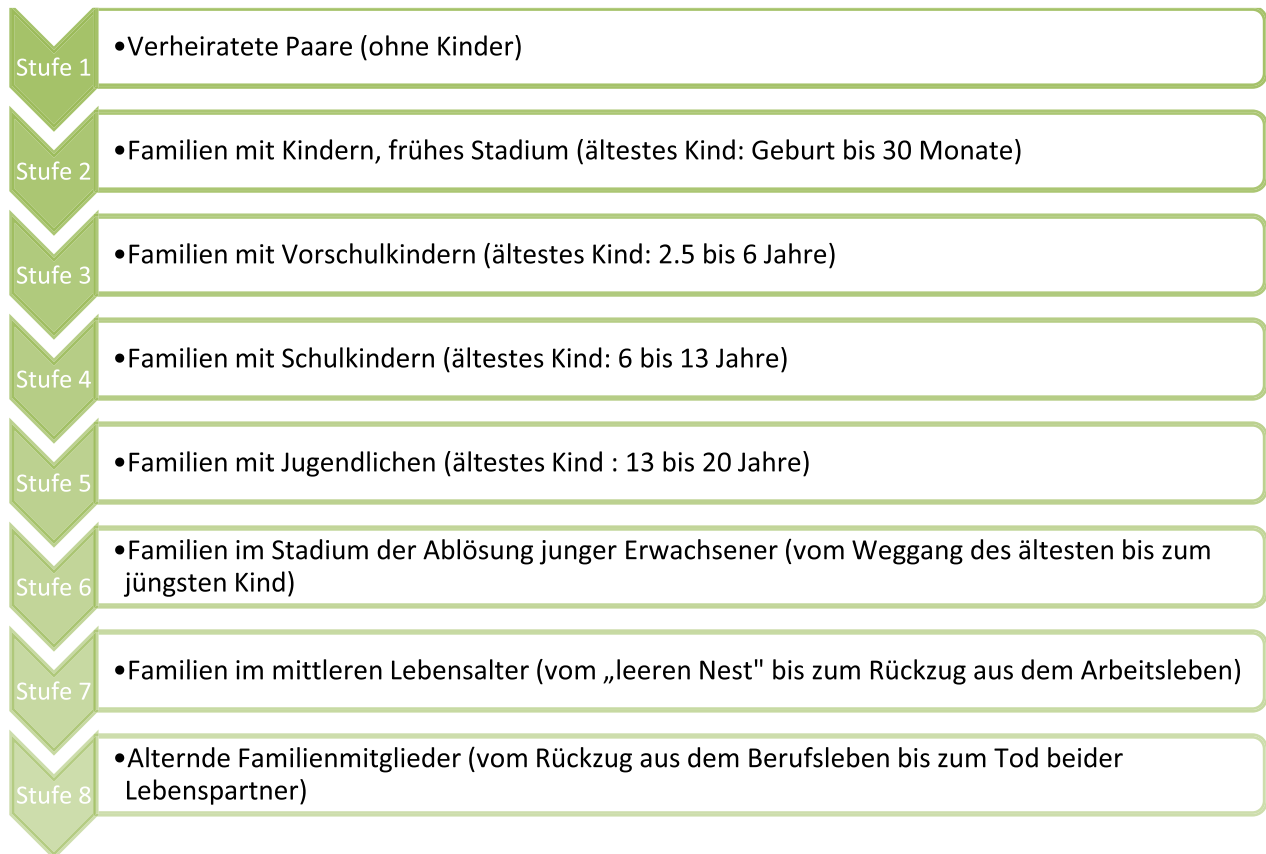 Stufe 1
•Verheiratete Paare (ohne Kinder)
Stufe 2
•Familien mit Kindern, frühes Stadium (ältestes Kind: Geburt bis 30 Monate)
Stufe 3
•Familien mit Vorschulkindern (ältestes Kind: 2.5 bis 6 Jahre)
Stufe 4
•Familien mit Schulkindern (ältestes Kind: 6 bis 13 Jahre)
Stufe 5
•Familien mit Jugendlichen (ältestes Kind : 13 bis 20 Jahre)
Stufe 6
•Familien im Stadium der Ablösung junger Erwachsener (vom Weggang des ältesten bis zum
jüngsten Kind)
Stufe 7
•Familien im mittleren Lebensalter (vom „leeren Nest" bis zum Rückzug aus dem Arbeitsleben)
Stufe 8
•Alternde Familienmitglieder (vom Rückzug aus dem Berufsleben bis zum Tod beider
Lebenspartner)